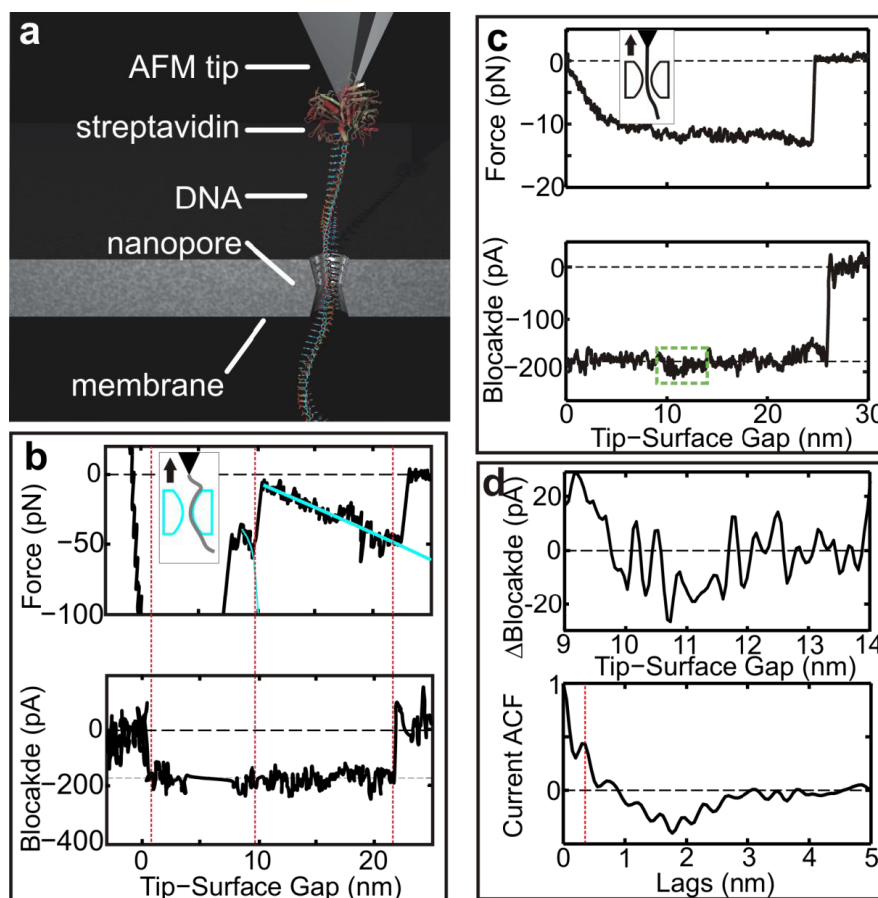 a
AFM tip
streptavidin
DNA
nanopore
membrane
b
Force (pN)
0
−50
−100
Blocakde (pA)
0
−200
−400
0 10 20
Tip−Surface Gap (nm)
c
Force (pN)
0
−10
−20
Blocakde (pA)
0
−100
−200
0 10 20 30
Tip−Surface Gap (nm)
d
ΔBlocakde (pA)
20
0
-20
9 10 11 12 13 14
Tip−Surface Gap (nm)
Current ACF
1
0
0 1 2 3 4 5
Lags (nm)